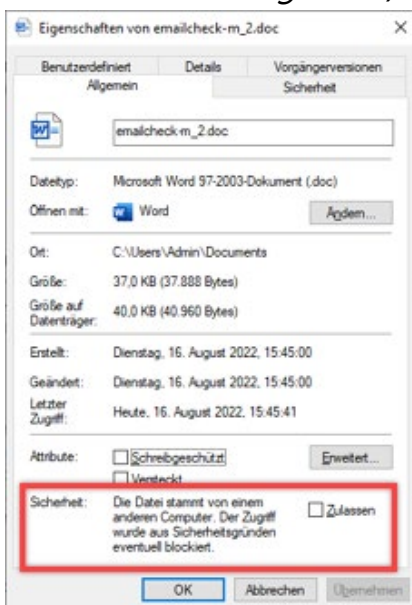 Eigenschaften von emailcheck-m_2.doc
Benutzerdefiniert Details Vorgängerversionen
Allgemein Sicherheit
emailcheck-m_2.doc
Dateityp: Microsoft Word 97-2003-Dokument (.doc)
Öffnen mit: Word Ändern...
Ort: C:\Users\Admin\Documents
Größe: 37,0 KB (37.888 Bytes)
Größe auf
Datenträger: 40,0 KB (40.960 Bytes)
Erstellt: Dienstag, 16. August 2022, 15:45:00
Geändert: Dienstag, 16. August 2022, 15:45:00
Letzter
Zugriff: Heute, 16. August 2022, 15:45:41
Attribute: Schreibgeschützt Erweitert...
Versteckt
Sicherheit: Die Datei stammt von einem
anderen Computer. Der Zugriff
wurde aus Sicherheitsgründen
eventuell blockiert.
Zulassen
OK Abbrechen Übernehmen